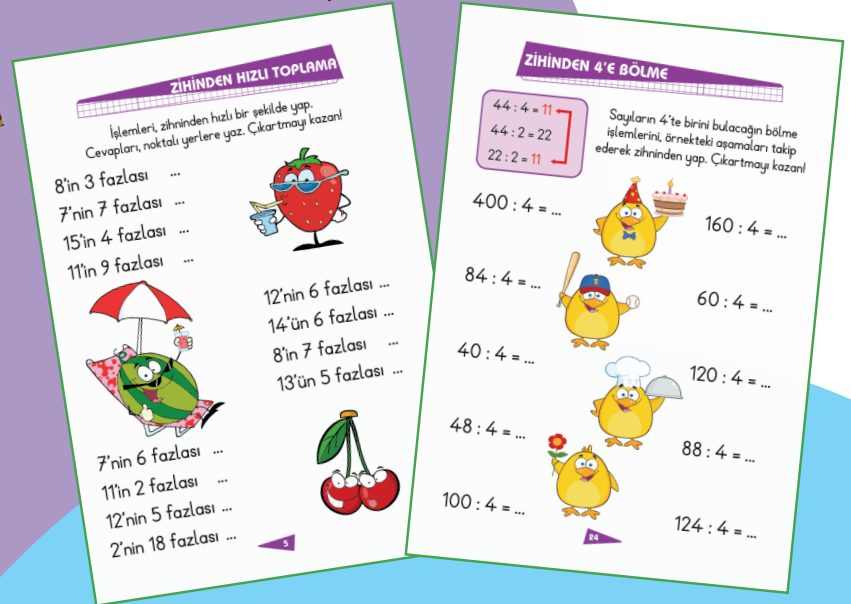 ZİHİNDEN HIZLI TOPLAMA
İşlemleri, zihninden hızlı bir şekilde yap.
Cevapları, noktalı yerlere yaz. Çıkartmayı kazan!
8'in 3 fazlası ...
7'nin 7 fazlası ...
15'in 4 fazlası ...
11'in 9 fazlası ...
12'nin 6 fazlası ...
14'ün 6 fazlası ...
8'in 7 fazlası ...
13'ün 5 fazlası ...
7'nin 6 fazlası ...
11'in 2 fazlası ...
12'nin 5 fazlası ...
2'nin 18 fazlası ...
5
ZİHİNDEN 4'E BÖLME
44 : 4 = 11
44 : 2 = 22
22 : 2 = 11
Sayıların 4'te birini bulacağın bölme
işlemlerini, örnekteki aşamaları takip
ederek zihninden yap. Çıkartmayı kazan!
400 : 4 = ...
160 : 4 = ...
84 : 4 = ...
60 : 4 = ...
40 : 4 = ...
120 : 4 = ...
48 : 4 = ...
88 : 4 = ...
100 : 4 = ...
124 : 4 = ...
24